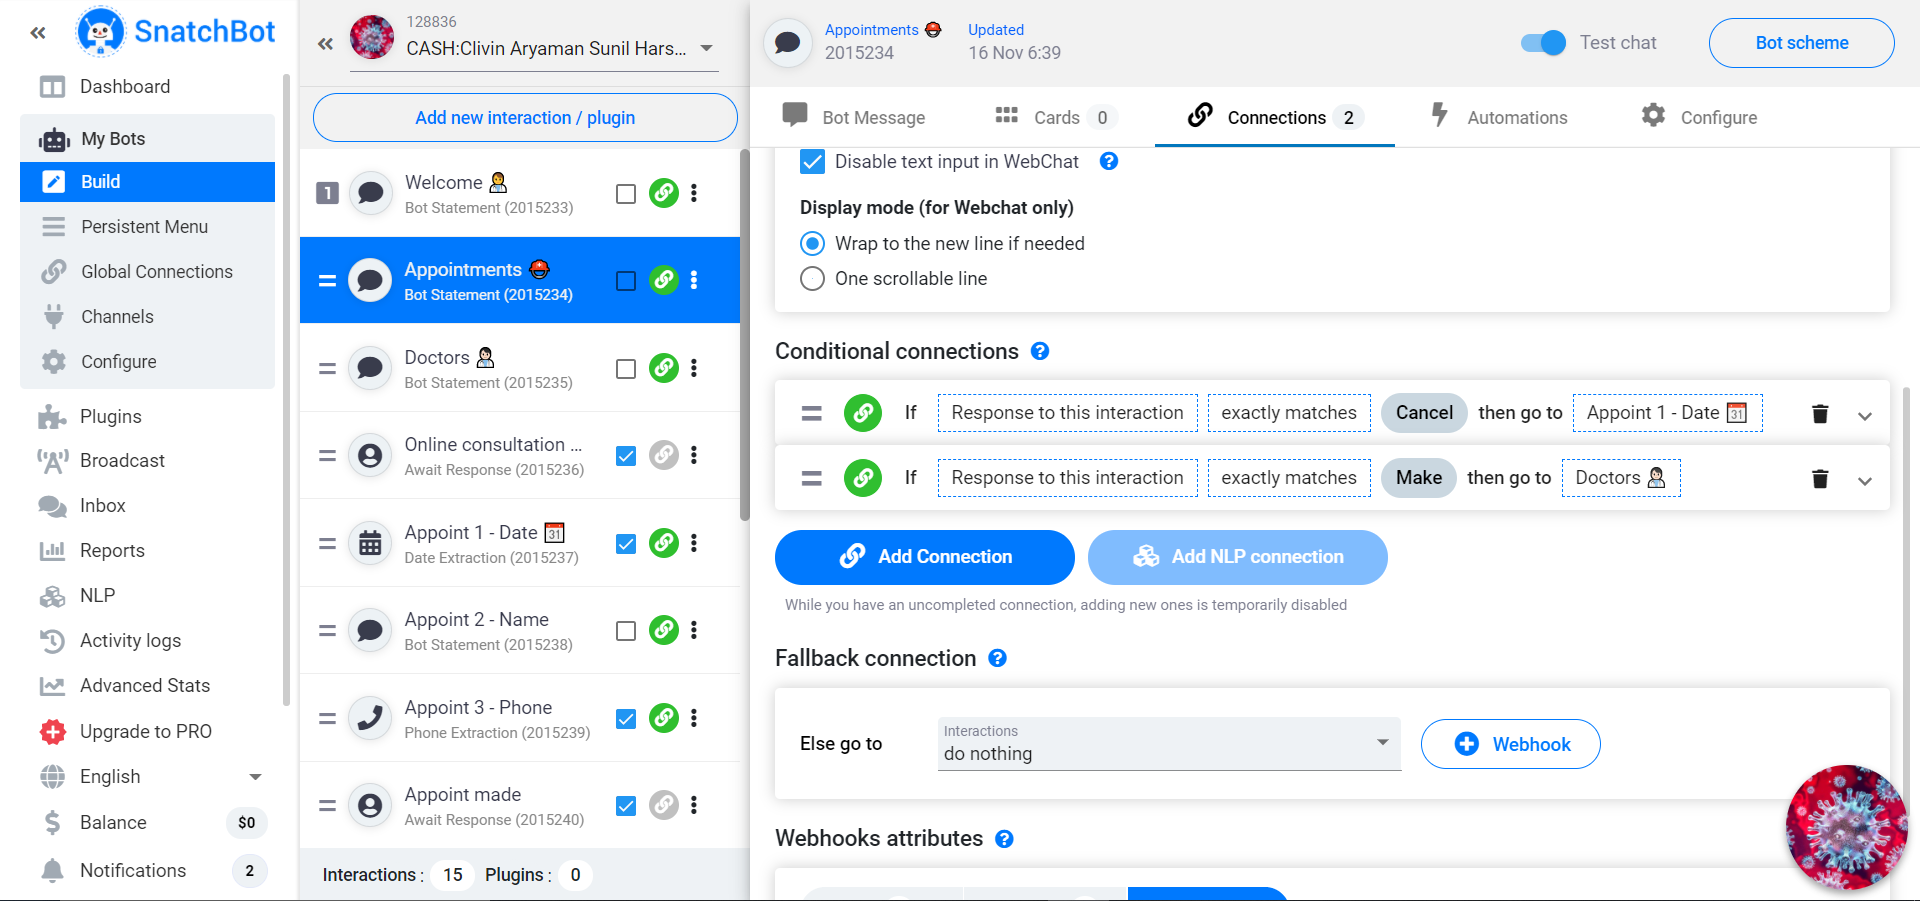 SnatchBot
Dashboard
My Bots
Build
Persistent Menu
Global Connections
Channels
Configure
Plugins
Broadcast
Inbox
Reports
NLP
Activity logs
Advanced Stats
Upgrade to PRO
English
Balance $0
Notifications 2
128836
CASH:Clivin Aryaman Sunil Hars...
Add new interaction / plugin
1
Welcome
Bot Statement (2015233)
Appointments
Bot Statement (2015234)
Doctors
Bot Statement (2015235)
Online consultation ...
Await Response (2015236)
Appoint 1 - Date 31
Date Extraction (2015237)
Appoint 2 - Name
Bot Statement (2015238)
Appoint 3 - Phone
Phone Extraction (2015239)
Appoint made
Await Response (2015240)
Interactions : 15 Plugins : 0
Appointments
2015234
Updated
16 Nov 6:39
Test chat
Bot scheme
Bot Message
Cards 0
Connections 2
Automations
Configure
Disable text input in WebChat ?
Display mode (for Webchat only)
Wrap to the new line if needed
One scrollable line
Conditional connections ?
If Response to this interaction exactly matches Cancel then go to Appoint 1 - Date 31
If Response to this interaction exactly matches Make then go to Doctors
Add Connection
Add NLP connection
While you have an uncompleted connection, adding new ones is temporarily disabled
Fallback connection ?
Else go to
Interactions
do nothing
Webhook
Webhooks attributes ?